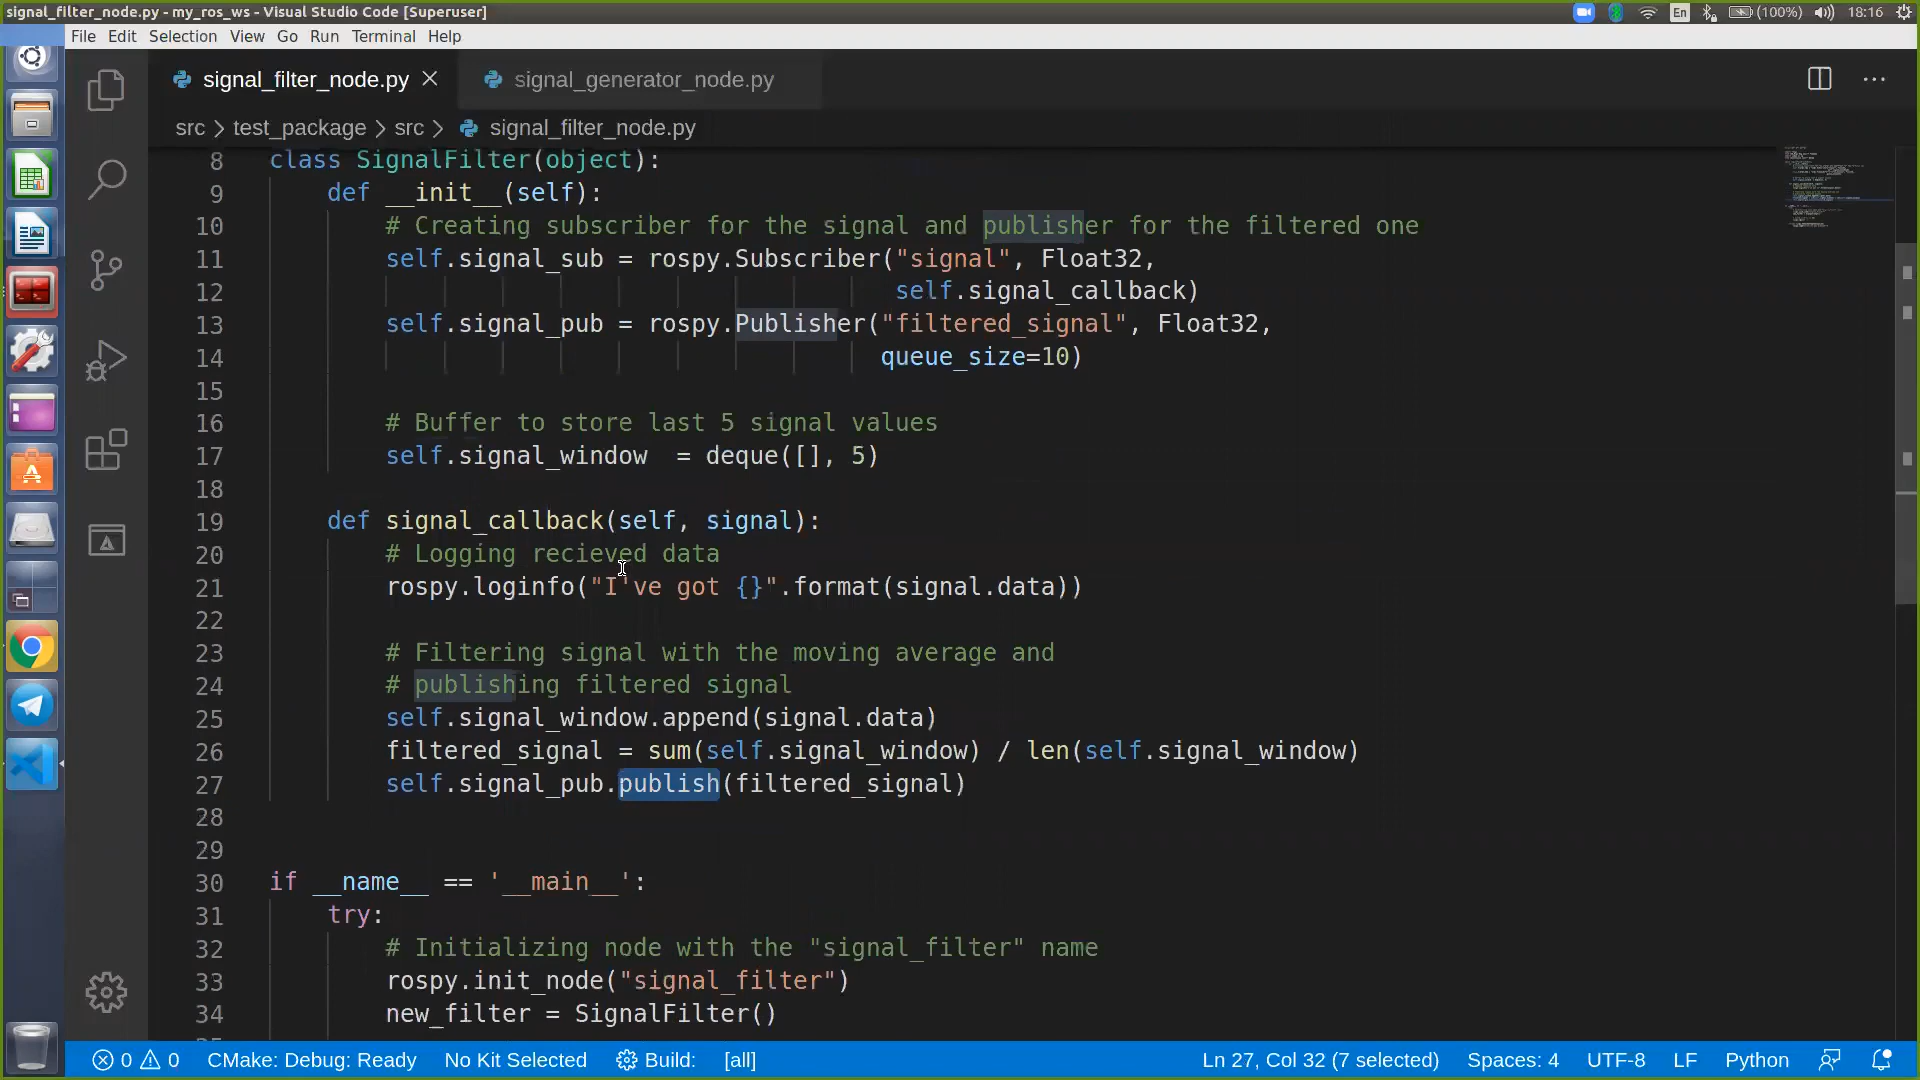 signal_filter_node.py - my_ros_ws - Visual Studio Code [Superuser]
En
(100%)
18:16
File Edit Selection View Go Run Terminal Help
signal_filter_node.py
signal_generator_node.py
src > test_package > src > signal_filter_node.py
8 class SignalFilter(object):
9 def __init__(self):
10 # Creating subscriber for the signal and publisher for the filtered one
11 self.signal_sub = rospy.Subscriber("signal", Float32,
12 self.signal_callback)
13 self.signal_pub = rospy.Publisher("filtered_signal", Float32,
14 queue_size=10)
15
16 # Buffer to store last 5 signal values
17 self.signal_window  = deque([], 5)
18
19 def signal_callback(self, signal):
20 # Logging recieved data
21 rospy.loginfo("I've got {}".format(signal.data))
22
23 # Filtering signal with the moving average and
24 # publishing filtered signal
25 self.signal_window.append(signal.data)
26 filtered_signal = sum(self.signal_window) / len(self.signal_window)
27 self.signal_pub.publish(filtered_signal)
28
29
30 if __name__ == '__main__':
31 try:
32 # Initializing node with the "signal_filter" name
33 rospy.init_node("signal_filter")
34 new_filter = SignalFilter()
0 0 CMake: Debug: Ready No Kit Selected Build: [all] Ln 27, Col 32 (7 selected) Spaces: 4 UTF-8 LF Python